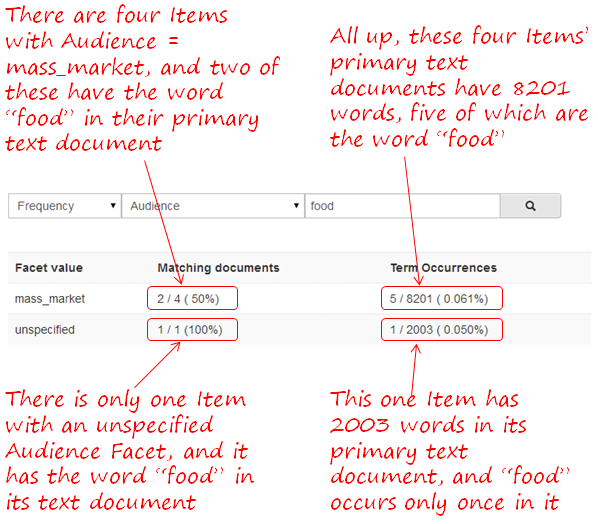 There are four Items
with Audience =
mass_market, and two of
these have the word
“food” in their primary
text document
All up, these four Items’
primary text
documents have 8201
words, five of which are
the word “food”
Frequency Audience food
Facet value Matching documents Term Occurrences
mass_market 2 / 4 ( 50%) 5 / 8201 ( 0.061%)
unspecified 1 / 1 (100%) 1 / 2003 ( 0.050%)
There is only one Item
with an unspecified
Audience Facet, and it
has the word “food” in
its text document
This one Item has
2003 words in its
primary text
document, and “food”
occurs only once in it